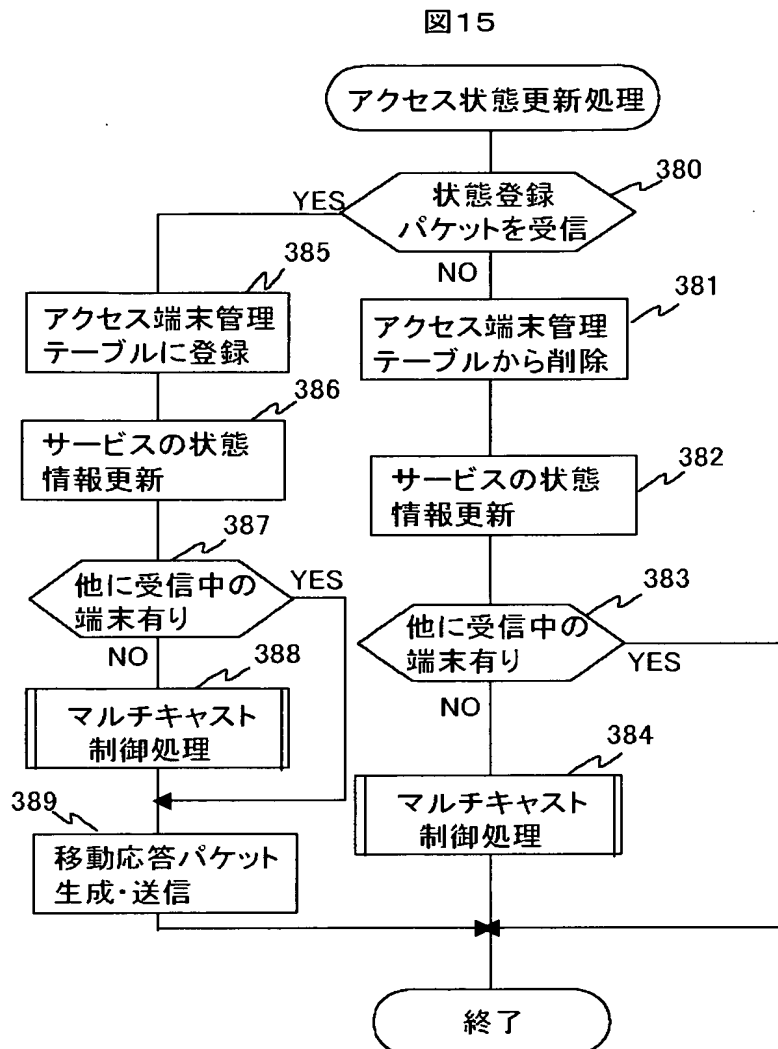 図15
アクセス状態更新処理
380
状態登録
パケットを受信
YES
NO
385
アクセス端末管理
テーブルに登録
386
サービスの状態
情報更新
387
他に受信中の
端末有り
YES
NO
388
マルチキャスト
制御処理
389
移動応答パケット
生成・送信
381
アクセス端末管理
テーブルから削除
382
サービスの状態
情報更新
383
他に受信中の
端末有り
YES
NO
384
マルチキャスト
制御処理
終了